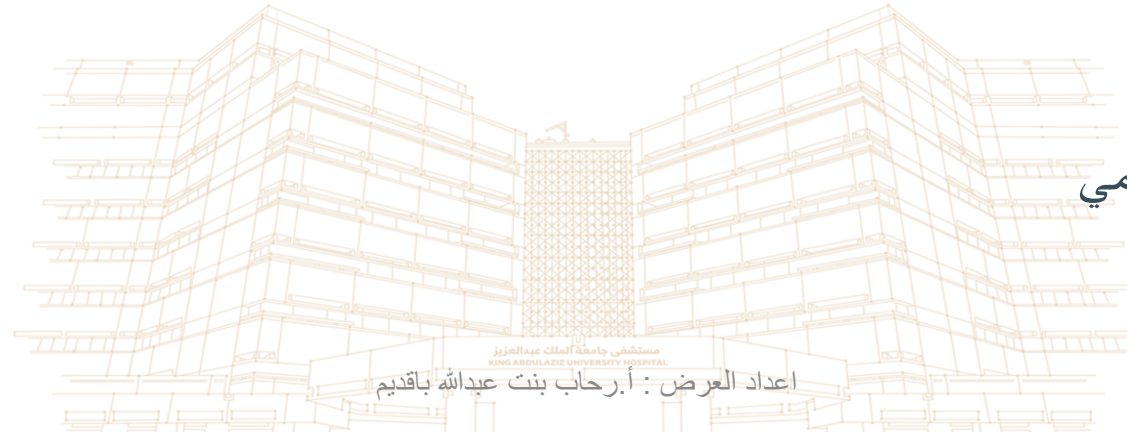 مستشفى جامعة الملك عبدالعزيز
KING ABDULAZIZ UNIVERSITY HOSPITAL
اعداد العرض : أ.رحاب بنت عبدالله باقديم